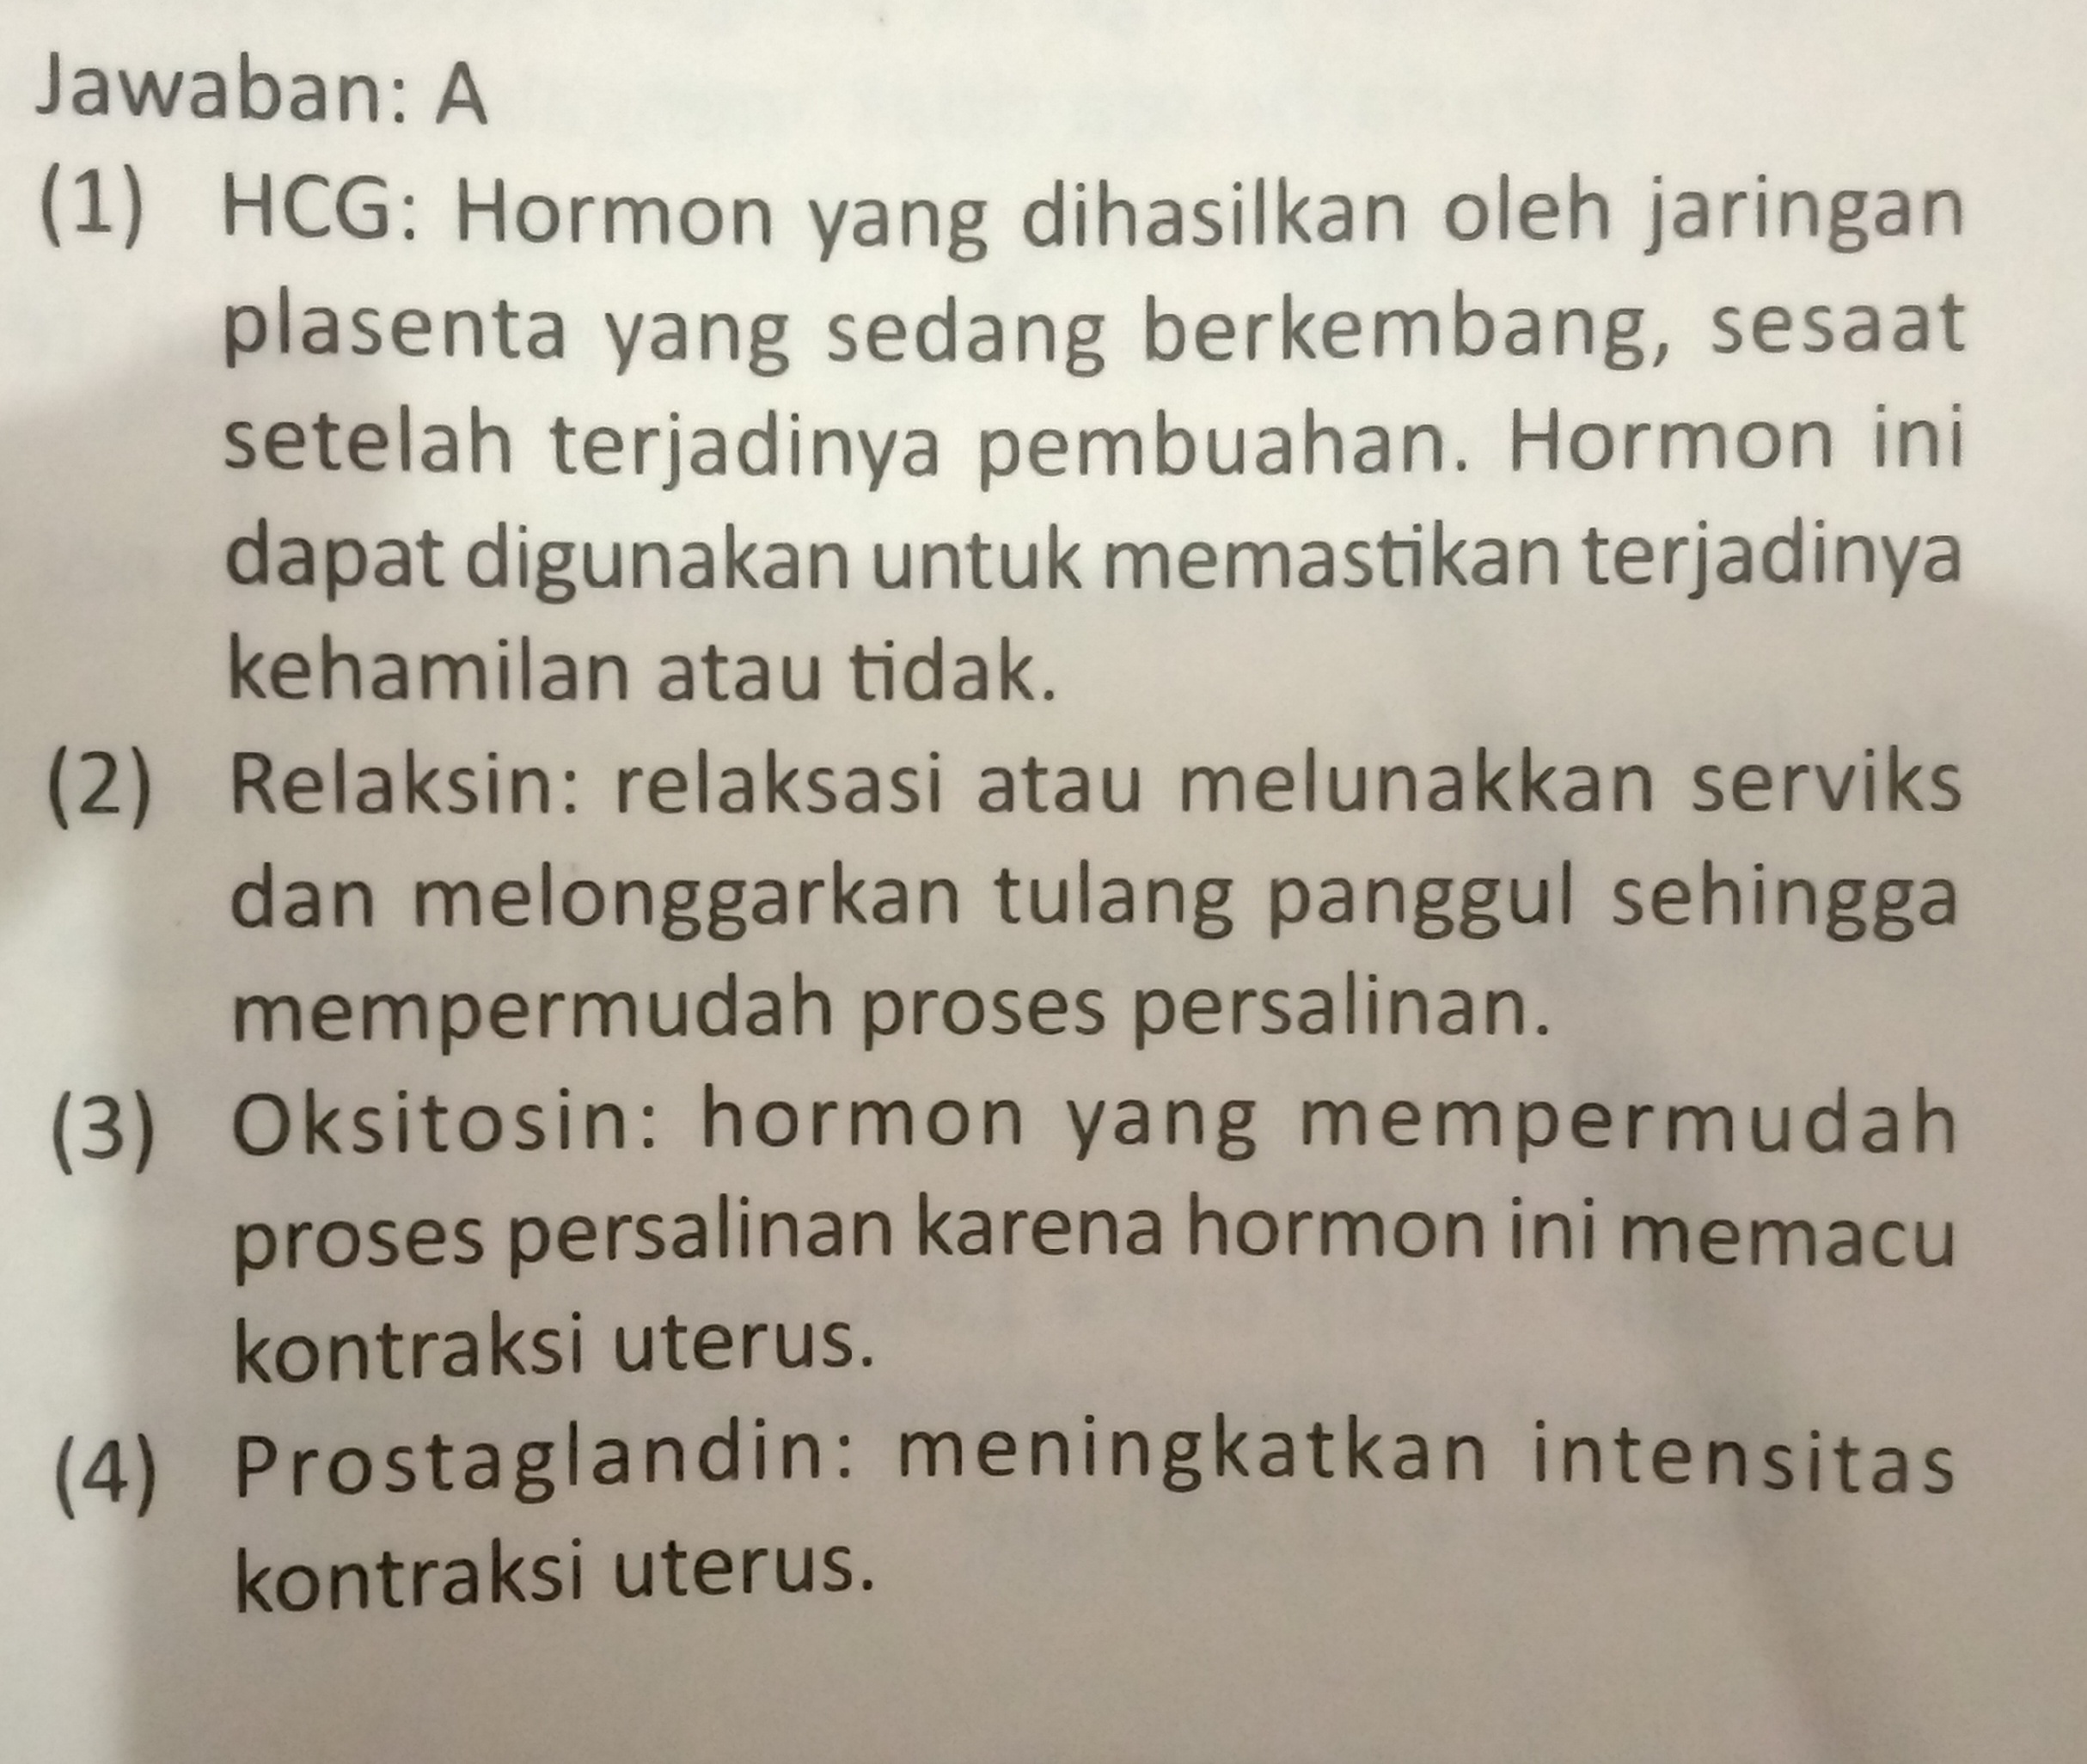 Jawaban: A
(1) HCG: Hormon yang dihasilkan oleh jaringan
plasenta yang sedang berkembang, sesaat
setelah terjadinya pembuahan. Hormon ini
dapat digunakan untuk memastikan terjadinya
kehamilan atau tidak.
(2) Relaksin: relaksasi atau melunakkan serviks
dan melonggarkan tulang panggul sehingga
mempermudah proses persalinan.
(3) Oksitosin: hormon yang mempermudah
proses persalinan karena hormon ini memacu
kontraksi uterus.
(4) Prostaglandin: meningkatkan intensitas
kontraksi uterus.